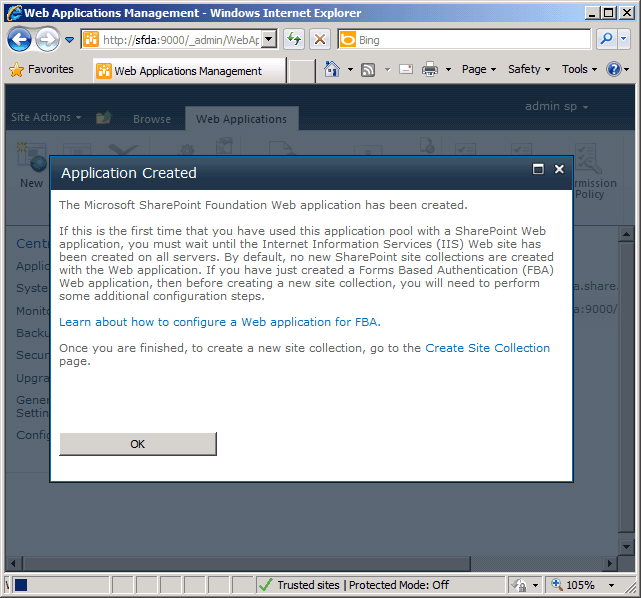 Web Applications Management - Windows Internet Explorer
http://sfda:9000/_admin/WebAp
Bing
Favorites
Web Applications Management
Page
Safety
Tools
Site Actions
Browse
Web Applications
admin sp
New
Policy
Application Created
The Microsoft SharePoint Foundation Web application has been created.
If this is the first time that you have used this application pool with a SharePoint Web
application, you must wait until the Internet Information Services (IIS) Web site has
been created on all servers. By default, no new SharePoint site collections are created
with the Web application. If you have just created a Forms Based Authentication (FBA)
Web application, then before creating a new site collection, you will need to perform
some additional configuration steps.
Learn about how to configure a Web application for FBA.
Once you are finished, to create a new site collection, go to the Create Site Collection
page.
OK
Centr
Applic
Syste
Monito
Backu
Secur
Upgra
Gener
Setting
Config
a.share.
a:9000/
Trusted sites | Protected Mode: Off
105%